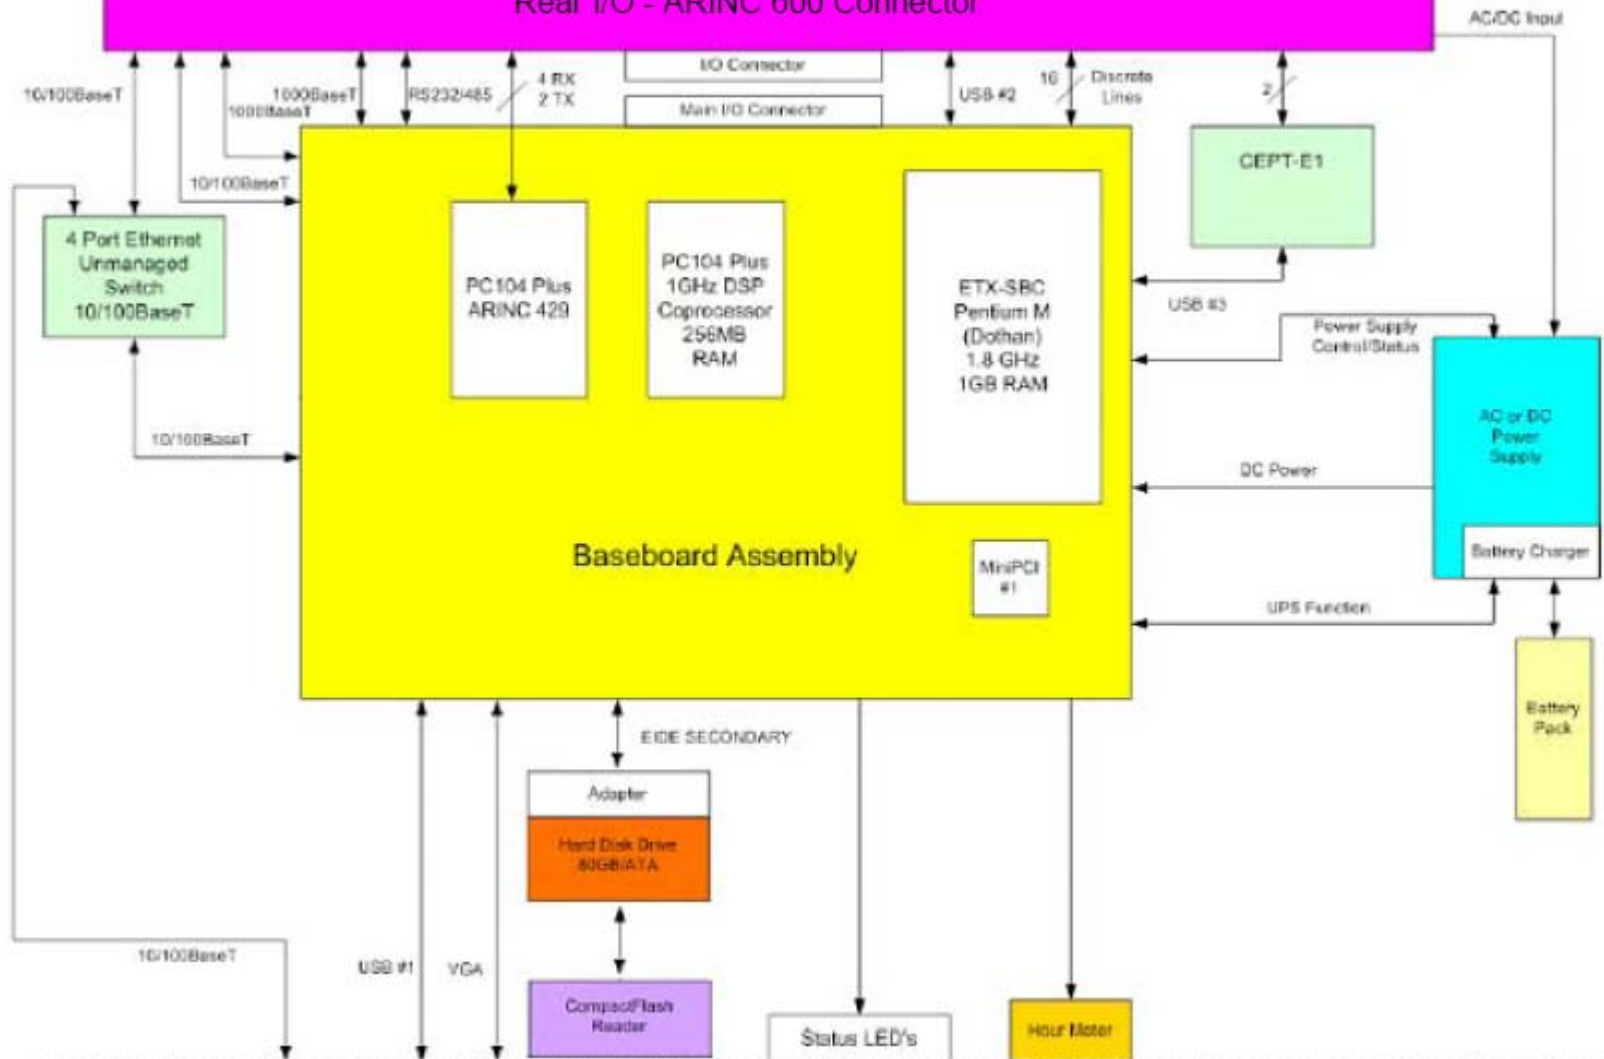 Rear I/O - ARINC 600 Connector
AC/DC Input
I/O Connector
10/100BaseT
1000BaseT
1000BaseT
RS232/485
4 RX
2 TX
Main I/O Connector
USB #2
16
Discrete
Lines
2
CEPT-E1
10/100BaseT
4 Port Ethernet
Unmanaged
Switch
10/100BaseT
PC104 Plus
ARINC 429
PC104 Plus
1GHz DSP
Coprocessor
256MB
RAM
ETX-SBC
Pentium M
(Dothan)
1.8 GHz
1GB RAM
USB #3
Power Supply
Control/Status
AC or DC
Power
Supply
10/100BaseT
DC Power
Battery Charger
Baseboard Assembly
MiniPCI
#1
UPS Function
Battery
Pack
EIDE SECONDARY
Adapter
Hard Disk Drive
80GB/ATA
10/100BaseT
USB #1
VGA
CompactFlash
Reader
Status LED's
Hour Meter